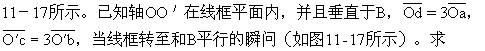 11-17所示。已知轴OO′在线框平面内，并且垂直于B，O̅d̅ = 3O̅a̅，
O̅′c̅ = 3O̅′b̅，当线框转至和B平行的瞬间（如图11-17所示）。求